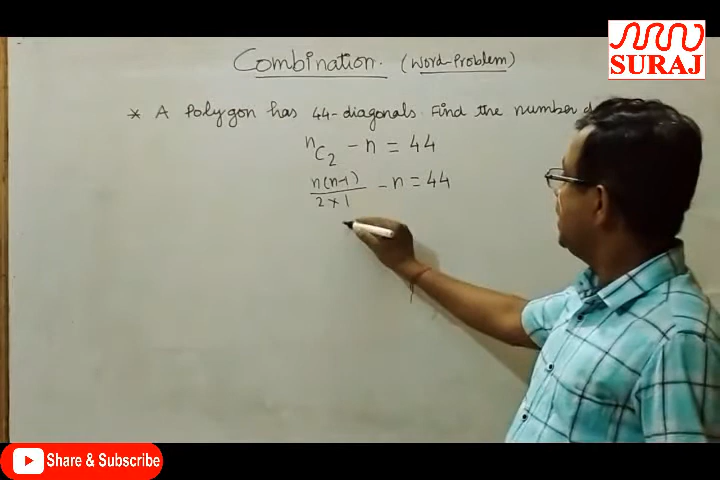 SURAJ
Combination. (Word-Problem)
* A Polygon has 44-diagonals. Find the number
ⁿC₂ - n = 44
n(n-1)/2×1 - n = 44
Share & Subscribe